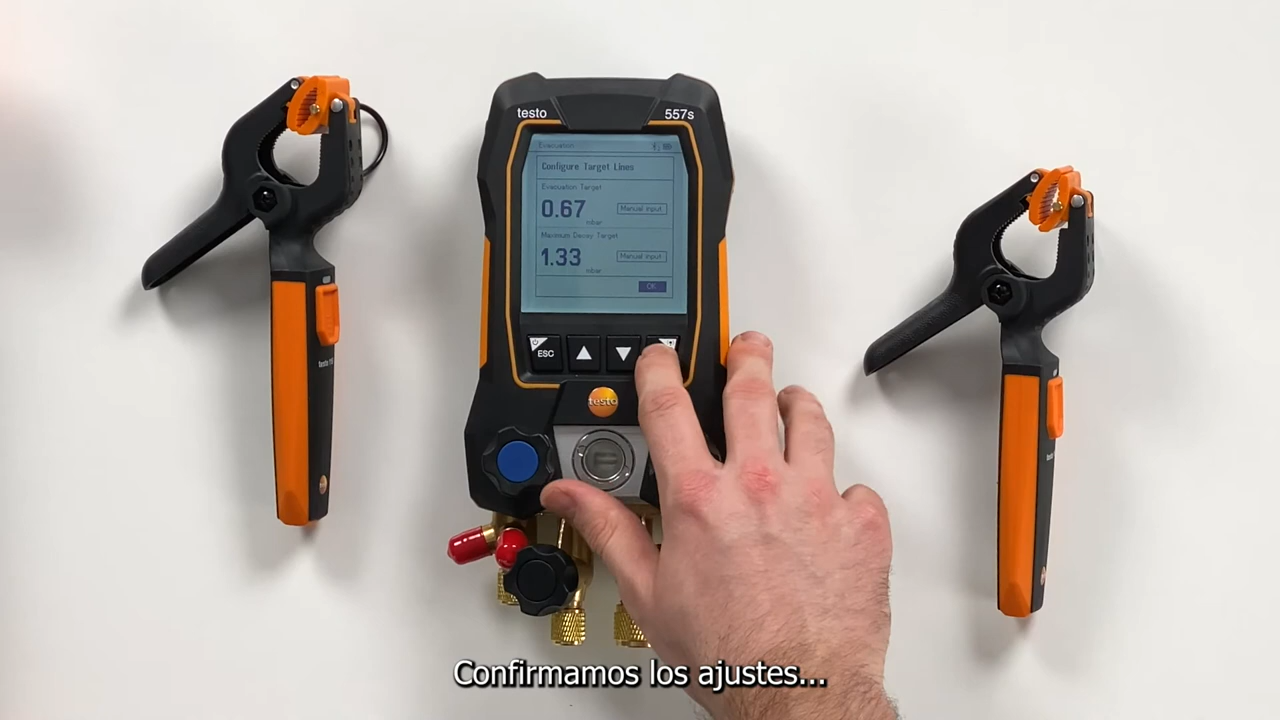 testo
557s
Evacuation
Configure Target Lines
Evacuation Target
0.67 mbar
Manual input
Maximum Decay Target
1.33 mbar
Manual input
OK
ESC
testo
Confirmamos los ajustes...